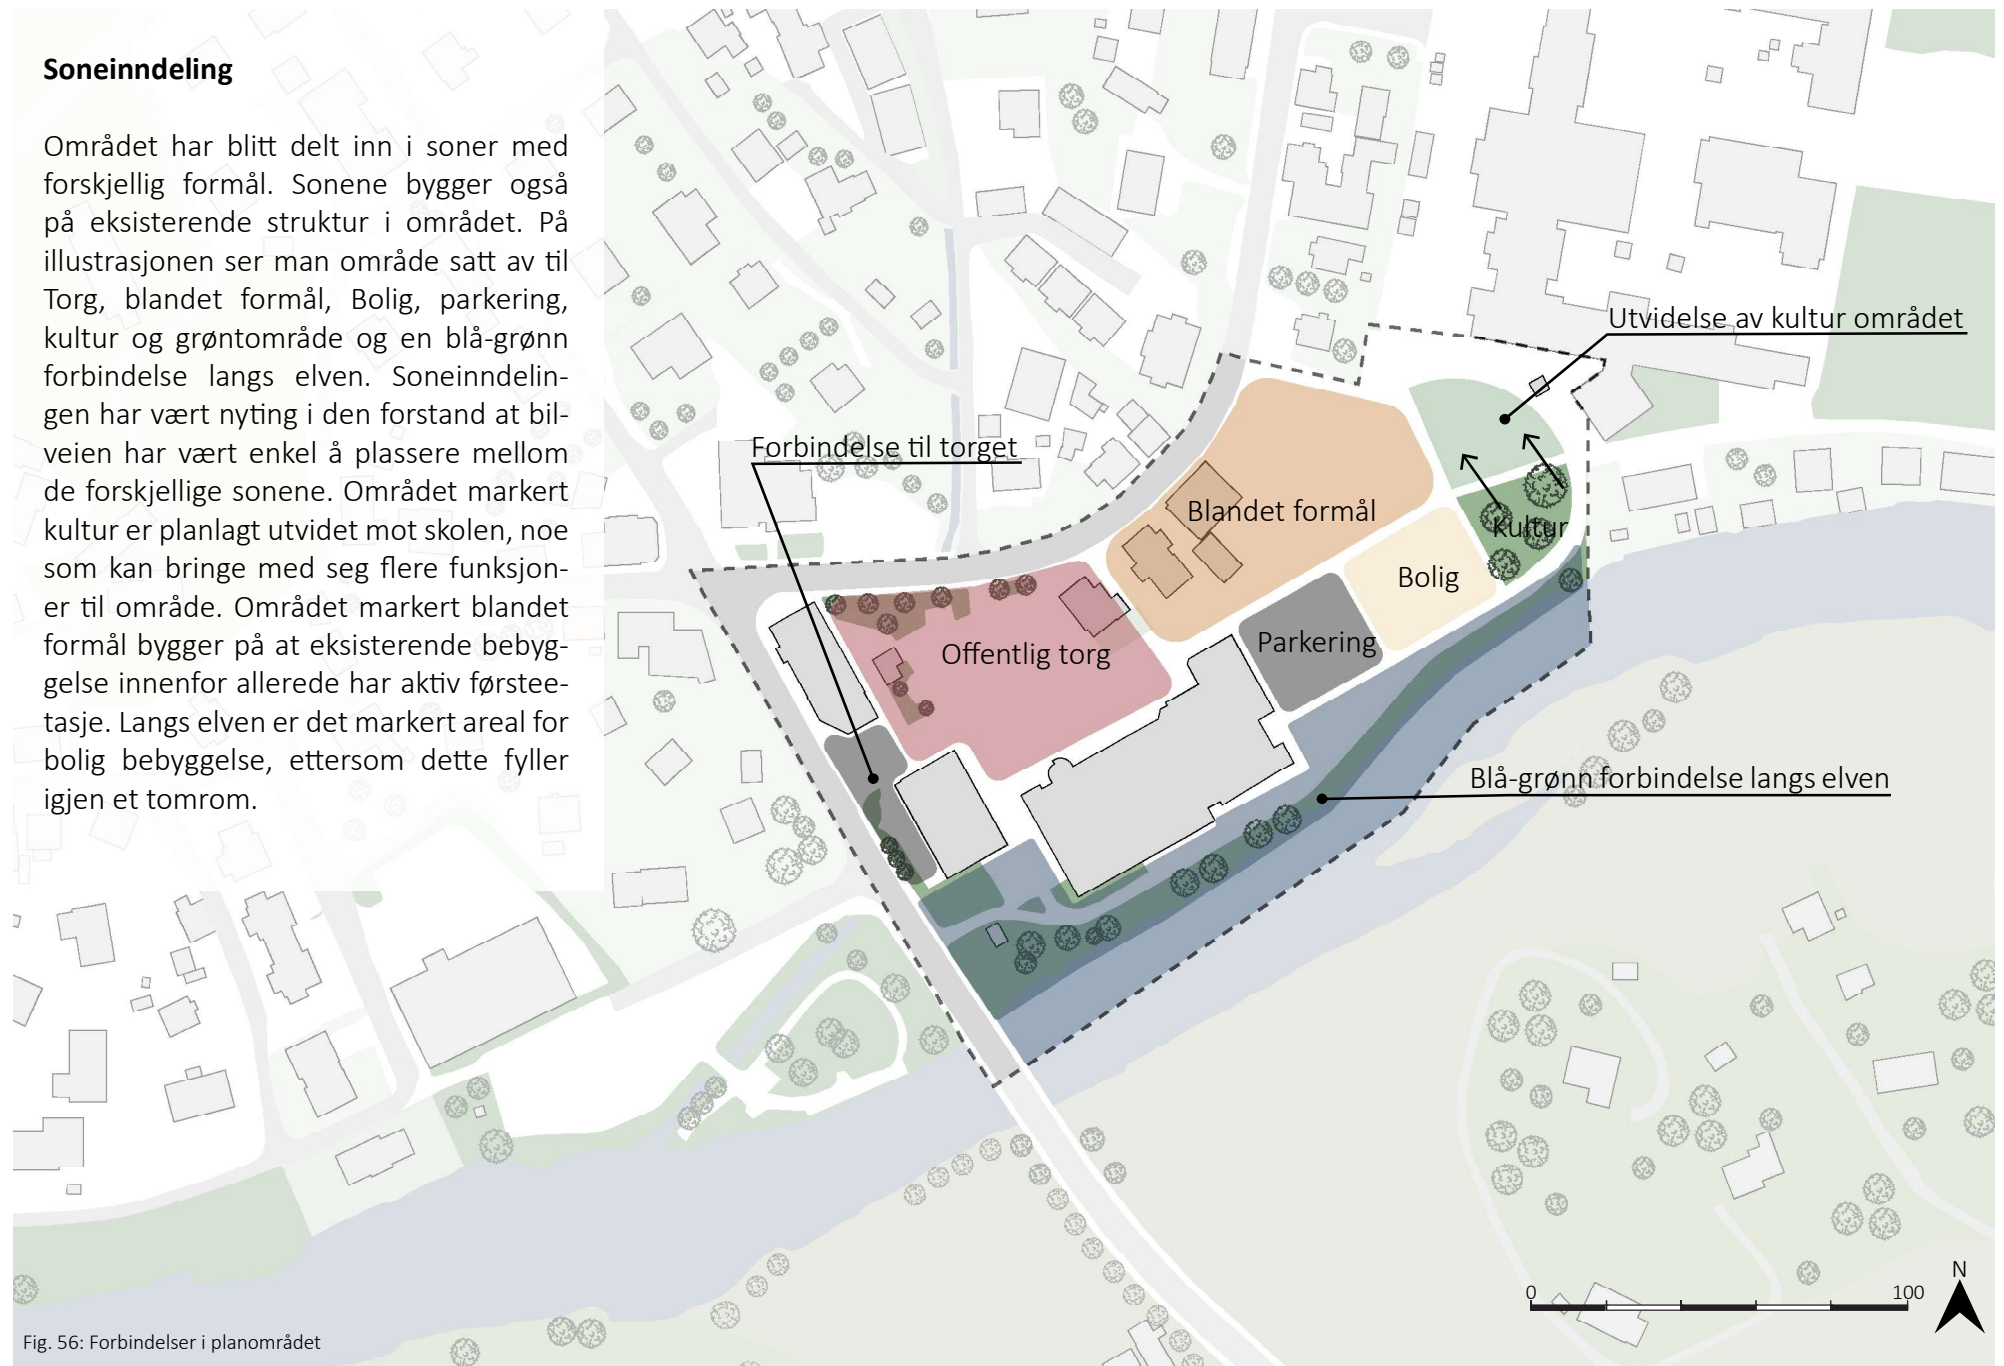 Soneinndeling
Området har blitt delt inn i soner med
forskjellig formål. Sonene bygger også
på eksisterende struktur i området. På
illustrasjonen ser man område satt av til
Torg, blandet formål, Bolig, parkering,
kultur og grøntområde og en blå-grønn
forbindelse langs elven. Soneinndelin-
gen har vært nyting i den forstand at bil-
veien har vært enkel å plassere mellom
de forskjellige sonene. Området markert
kultur er planlagt utvidet mot skolen, noe
som kan bringe med seg flere funksjon-
er til område. Området markert blandet
formål bygger på at eksisterende bebyg-
gelse innenfor allerede har aktiv førstee-
tasje. Langs elven er det markert areal for
bolig bebyggelse, ettersom dette fyller
igjen et tomrom.
Utvidelse av kultur området
Forbindelse til torget
Blandet formål
Kultur
Bolig
Parkering
Offentlig torg
Blå-grønn forbindelse langs elven
N
0 100
Fig. 56: Forbindelser i planområdet